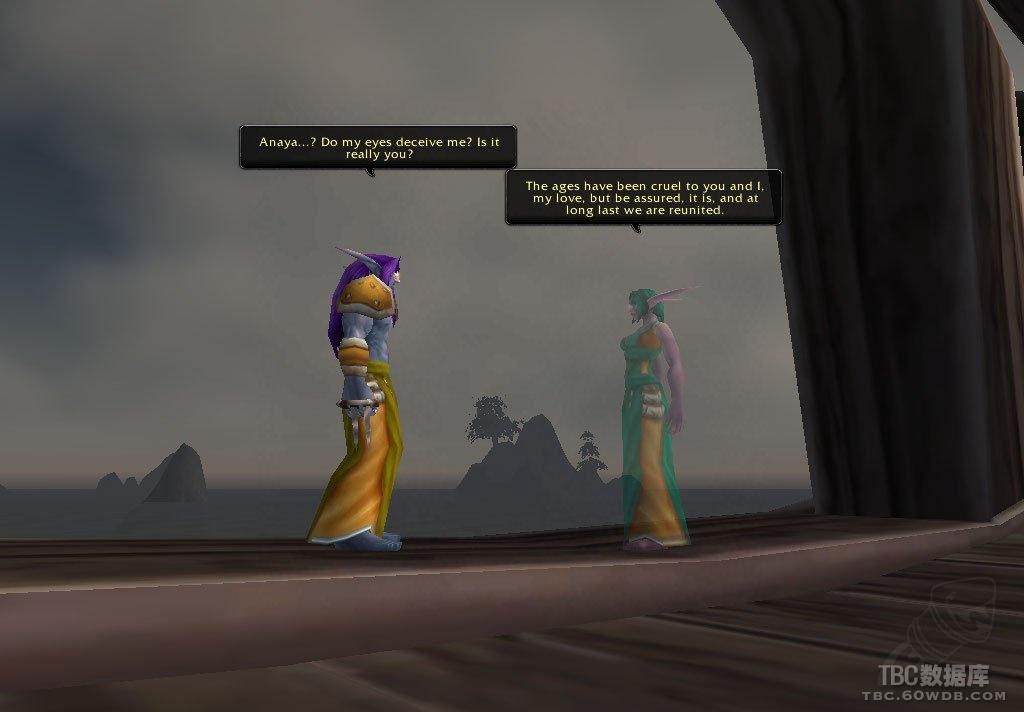 Anaya...? Do my eyes deceive me? Is it
really you?
The ages have been cruel to you and I,
my love, but be assured, it is, and at
long last we are reunited.
TBC数据库
TBC.60WDB.COM